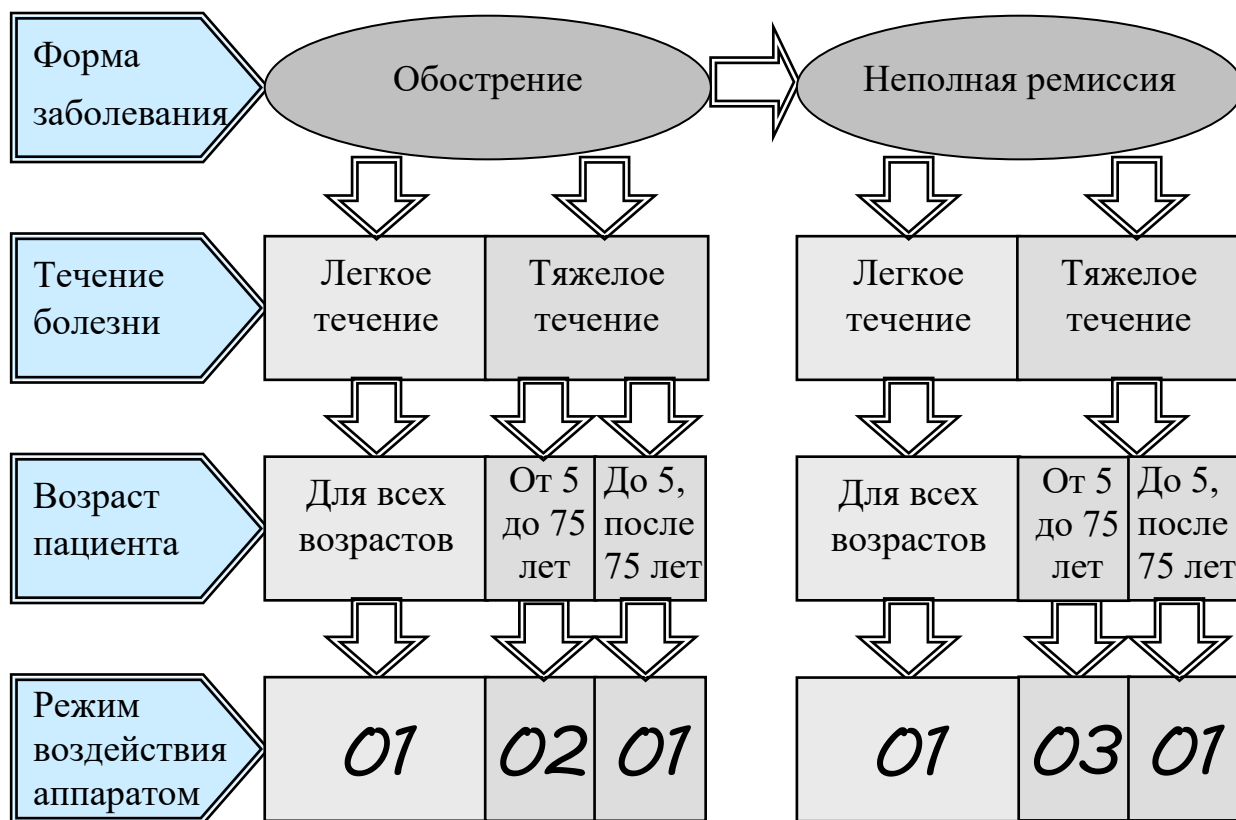 Форма
заболевания
Обострение
Неполная ремиссия
Течение
болезни
Легкое
течение
Тяжелое
течение
Легкое
течение
Тяжелое
течение
Возраст
пациента
Для всех
возрастов
От 5
до 75
лет
До 5,
после
75 лет
Для всех
возрастов
От 5
до 75
лет
До 5,
после
75 лет
Режим
воздействия
аппаратом
01
02
01
01
03
01